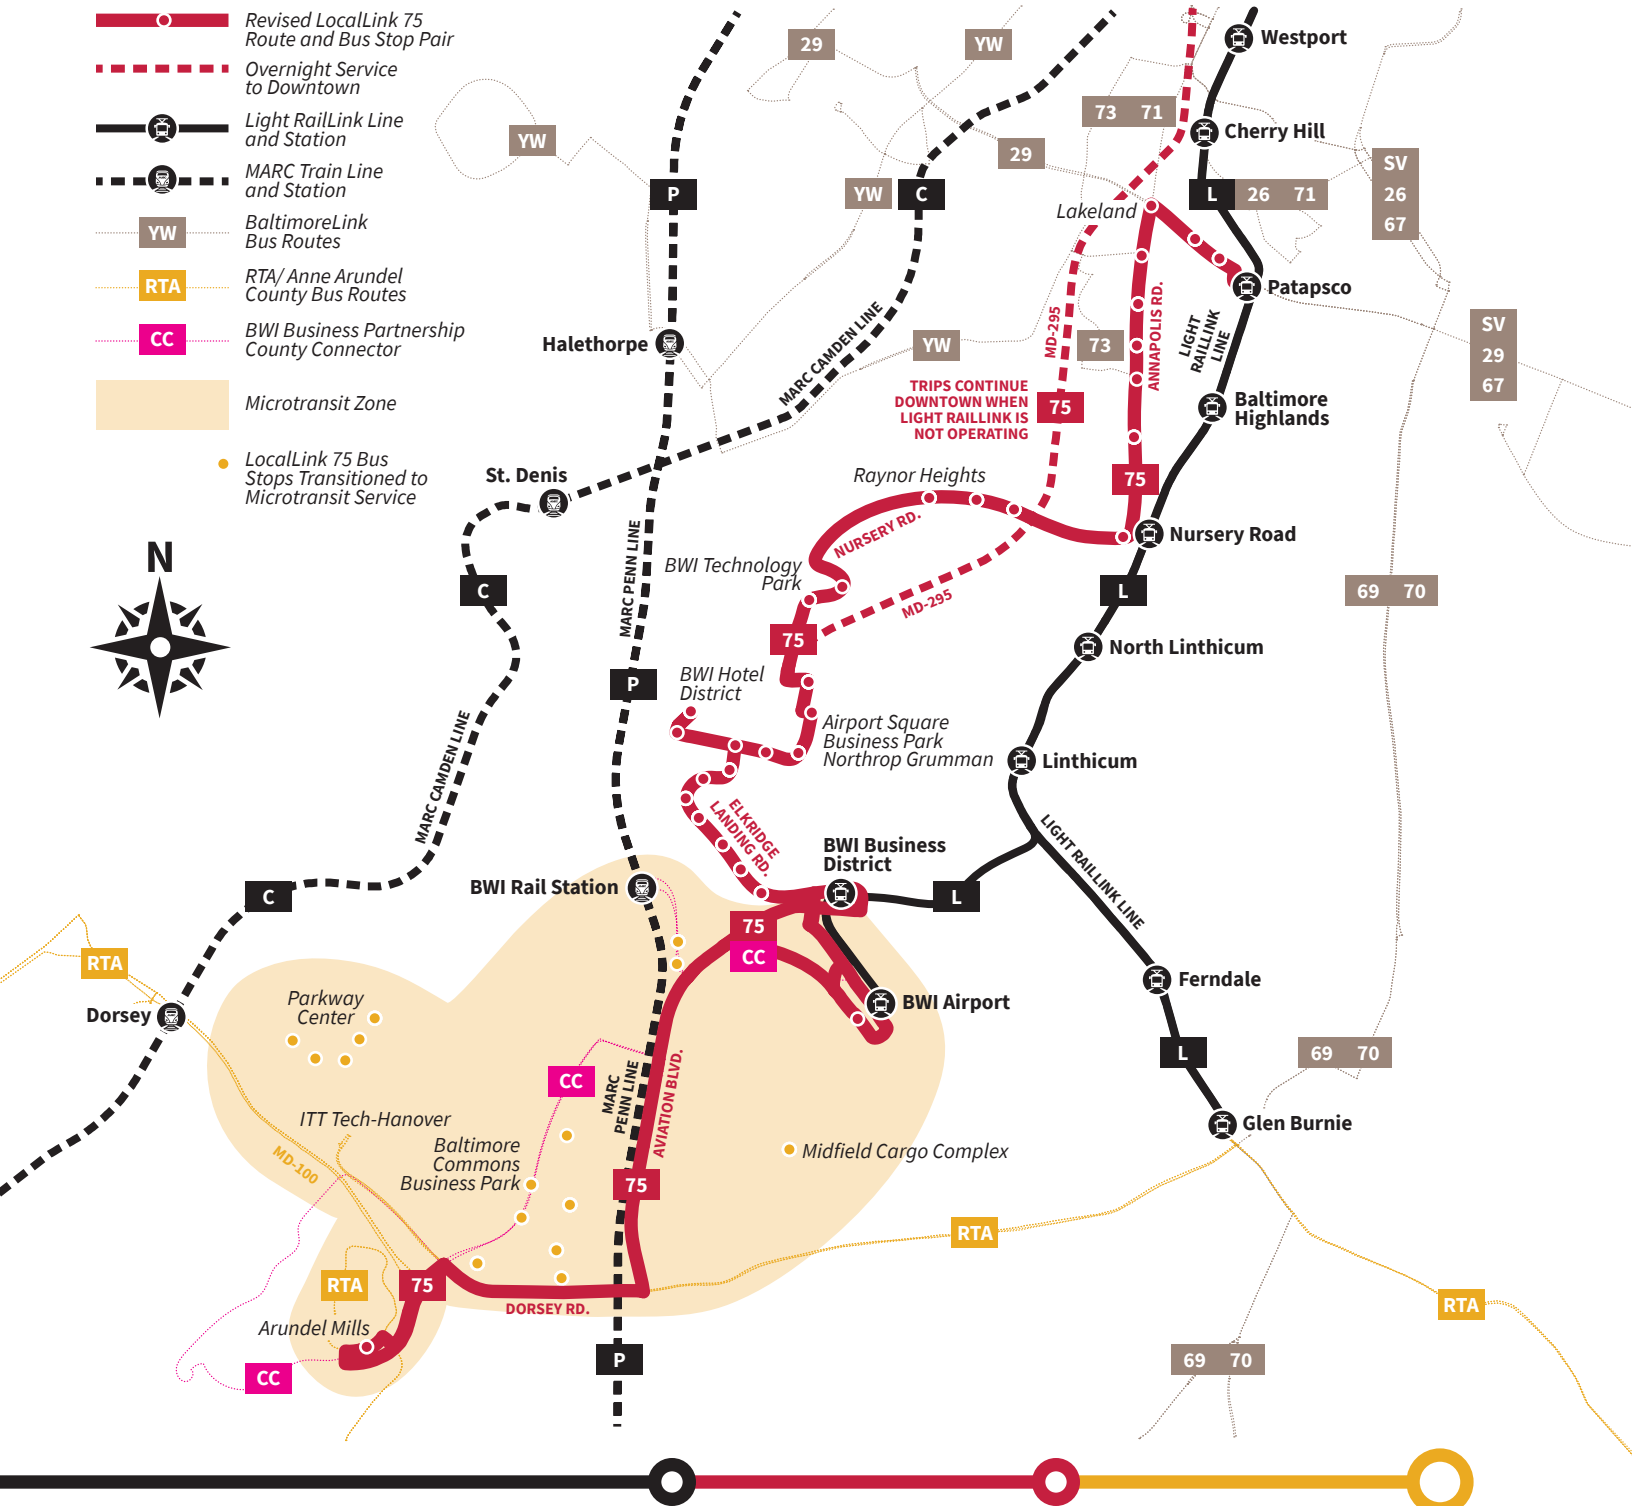 Revised LocalLink 75
Route and Bus Stop Pair
Overnight Service
to Downtown
Light RailLink Line
and Station
MARC Train Line
and Station
YW
BaltimoreLink
Bus Routes
RTA
RTA/ Anne Arundel
County Bus Routes
CC
BWI Business Partnership
County Connector
Microtransit Zone
LocalLink 75 Bus
Stops Transitioned to
Microtransit Service
N
29
YW
Westport
73 71
YW
Cherry Hill
29
SV
26
67
P
YW
C
L
26 71
Lakeland
Patapsco
Halethorpe
MARC CAMDEN LINE
YW
MD-295
73
ANNAPOLIS RD.
LIGHT
RAILLINK
LINE
SV
29
67
TRIPS CONTINUE
DOWNTOWN WHEN
LIGHT RAILLINK IS
NOT OPERATING
75
Baltimore
Highlands
St. Denis
Raynor Heights
75
NURSERY RD.
Nursery Road
MARC PENN LINE
BWI Technology
Park
C
L
69 70
MD-295
75
North Linthicum
P
BWI Hotel
District
Airport Square
Business Park
Northrop Grumman
Linthicum
MARC CAMDEN LINE
ELKRIDGE
LANDING RD.
LIGHT RAILLINK LINE
BWI Business
District
BWI Rail Station
C
L
75
CC
RTA
Ferndale
Parkway
Center
BWI Airport
Dorsey
L
69 70
CC
MARC
PENN LINE
AVIATION BLVD.
ITT Tech-Hanover
Glen Burnie
MD-100
Baltimore
Commons
Business Park
Midfield Cargo Complex
75
RTA
RTA
75
RTA
DORSEY RD.
Arundel Mills
P
69 70
CC